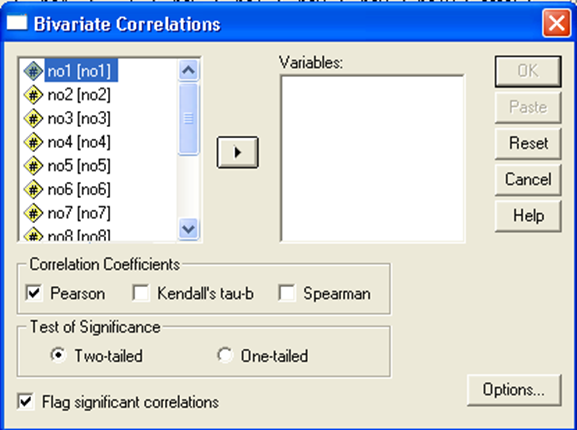 Bivariate Correlations
no1 [no1]
no2 [no2]
no3 [no3]
no4 [no4]
no5 [no5]
no6 [no6]
no7 [no7]
no8 [no8]
Variables:
OK
Paste
Reset
Cancel
Help
Correlation Coefficients
Pearson Kendall's tau-b Spearman
Test of Significance
Two-tailed One-tailed
Flag significant correlations
Options...